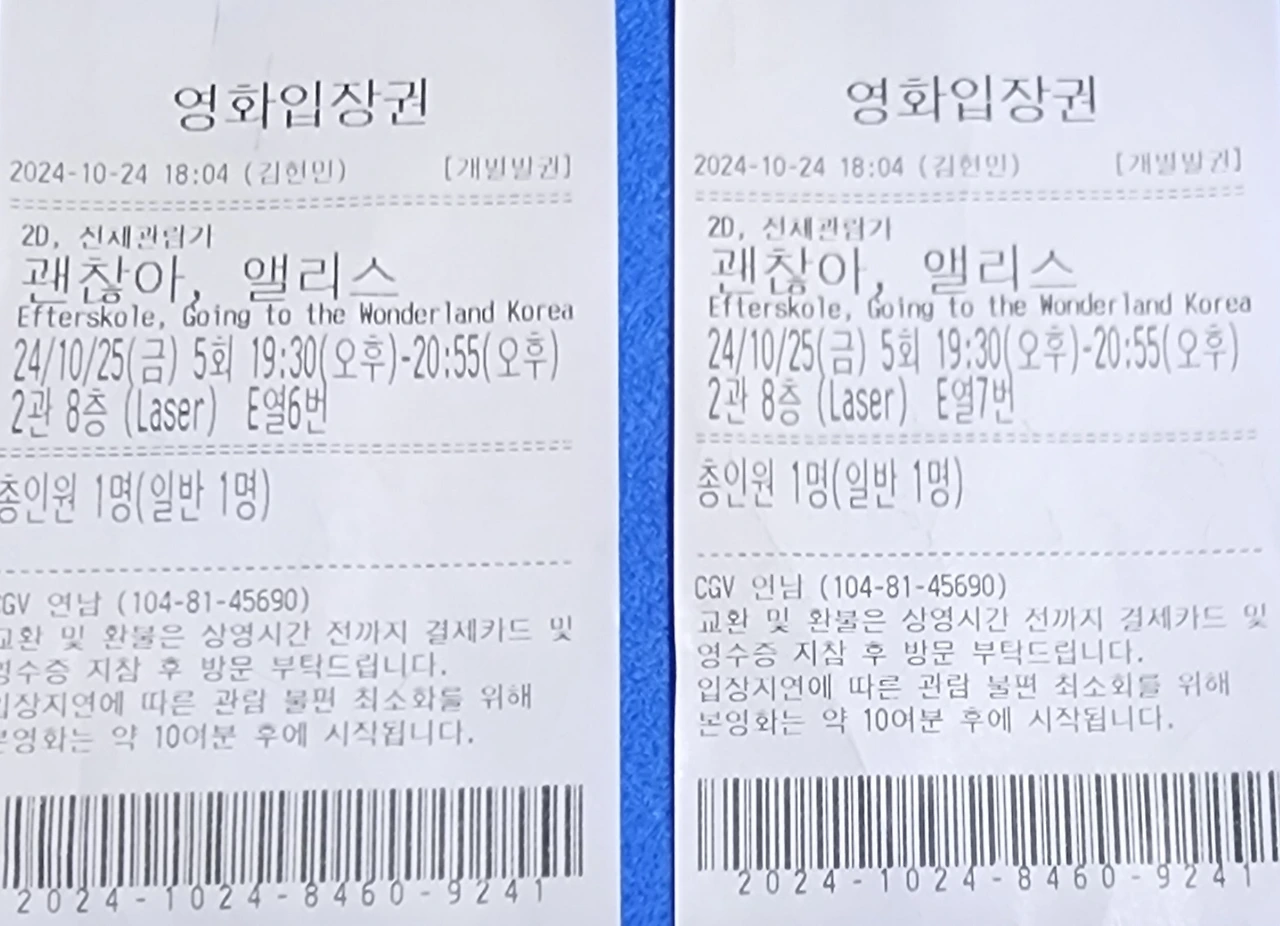 영화입장권
2024-10-24 18:04 (김현민) [개별발권]
2D, 신세관람가
괜찮아, 앨리스
Efterskole, Going to the Wonderland Korea
24/10/25(금) 5회 19:30(오후)-20:55(오후)
2관 8층 (Laser) E열6번
총인원 1명(일반 1명)
CGV 연남 (104-81-45690)
교환 및 환불은 상영시간 전까지 결제카드 및
영수증 지참 후 방문 부탁드립니다.
입장지연에 따른 관람 불편 최소화를 위해
본영화는 약 10여분 후에 시작됩니다.
2024-1024-8460-9241
영화입장권
2024-10-24 18:04 (김현민) [개별발권]
2D, 신세관람가
괜찮아, 앨리스
Efterskole, Going to the Wonderland Korea
24/10/25(금) 5회 19:30(오후)-20:55(오후)
2관 8층 (Laser) E열7번
총인원 1명(일반 1명)
CGV 연남 (104-81-45690)
교환 및 환불은 상영시간 전까지 결제카드 및
영수증 지참 후 방문 부탁드립니다.
입장지연에 따른 관람 불편 최소화를 위해
본영화는 약 10여분 후에 시작됩니다.
2024-1024-8460-9241